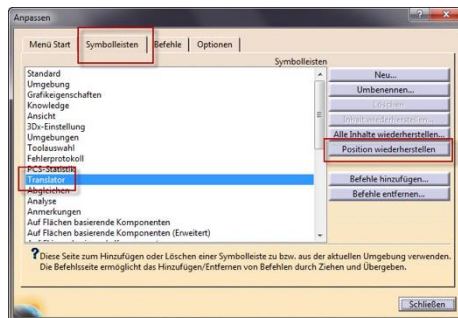 Anpassen
Menü Start
Symbolleisten
Befehle
Optionen
Symbolleisten
Standard
Umgebung
Grafikeigenschaften
Knowledge
Ansicht
3Dx-Einstellung
Umgebungen
Toolauswahl
Fehlerprotokoll
PCS-Statistik
Translator
Abgleichen
Analyse
Anmerkungen
Auf Flächen basierende Komponenten
Auf Flächen basierende Komponenten (Erweitert)
Neu...
Umbenennen...
Löschen
Inhalt wiederherstellen...
Alle Inhalte wiederherstellen...
Position wiederherstellen
Befehle hinzufügen...
Befehle entfernen...
Diese Seite zum Hinzufügen oder Löschen einer Symbolleiste zu bzw. aus der aktuellen Umgebung verwenden.
Die Befehlsseite ermöglicht das Hinzufügen/Entfernen von Befehlen durch Ziehen und Übergeben.
Schließen